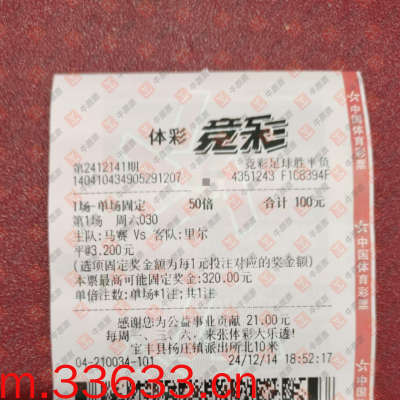 体彩 竞彩
第2412141期 竞彩足球胜平负
140410434905291207 4351243 F1C8394F
1场-单场固定 50倍 合计 100元
第1场 周六030
主队:马赛 Vs 客队:里尔
平#3.200元
(选项固定奖金额为每1元投注对应的奖金额)
本票最高可能固定奖金:320.00元
单倍注数:单场*1注;共1注
感谢您为公益事业贡献 21.00元
每周一、三、六,来张体彩大乐透!
宝丰县杨庄镇派出所北10米
04-210034-101 24/12/14 18:52:17
中国体育彩票
中国体育彩票
m.33633.cn